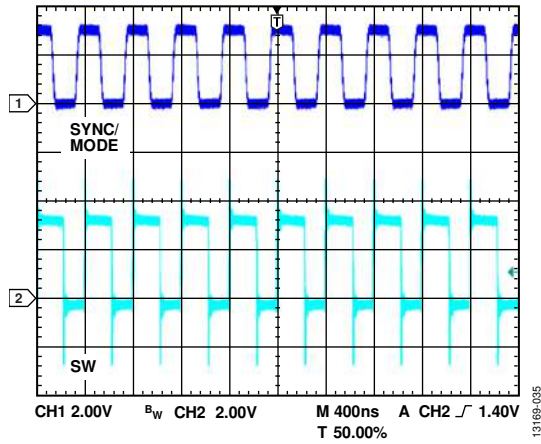 T
1
SYNC/
MODE
2
SW
CH1 2.00V BW CH2 2.00V M 400ns A CH2 1.40V
T 50.00%
13169-035